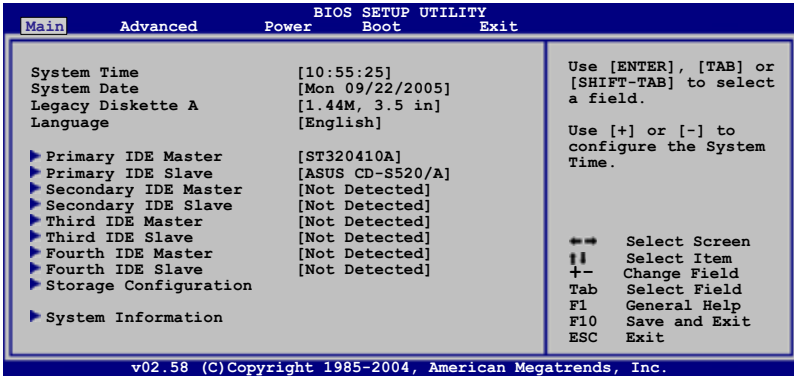 BIOS SETUP UTILITY
Main Advanced Power Boot Exit
System Time [10:55:25]
System Date [Mon 09/22/2005]
Legacy Diskette A [1.44M, 3.5 in]
Language [English]
Primary IDE Master [ST320410A]
Primary IDE Slave [ASUS CD-S520/A]
Secondary IDE Master [Not Detected]
Secondary IDE Slave [Not Detected]
Third IDE Master [Not Detected]
Third IDE Slave [Not Detected]
Fourth IDE Master [Not Detected]
Fourth IDE Slave [Not Detected]
Storage Configuration
System Information
Use [ENTER], [TAB] or
[SHIFT-TAB] to select
a field.
Use [+] or [-] to
configure the System
Time.
←→ Select Screen
↑↓ Select Item
+- Change Field
Tab Select Field
F1 General Help
F10 Save and Exit
ESC Exit
v02.58 (C)Copyright 1985-2004, American Megatrends, Inc.